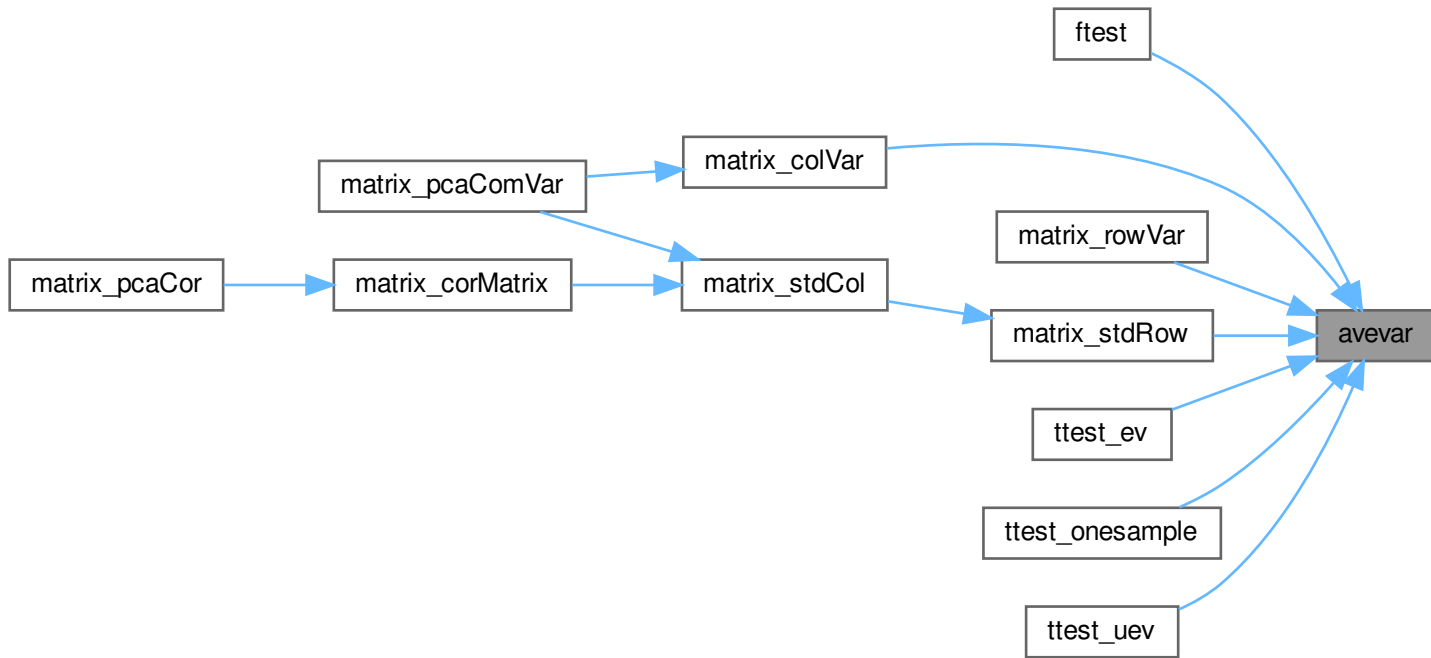 ftest
matrix_colVar
matrix_pcaComVar
matrix_rowVar
matrix_pcaCor
matrix_corMatrix
matrix_stdCol
matrix_stdRow
avevar
ttest_ev
ttest_onesample
ttest_uev